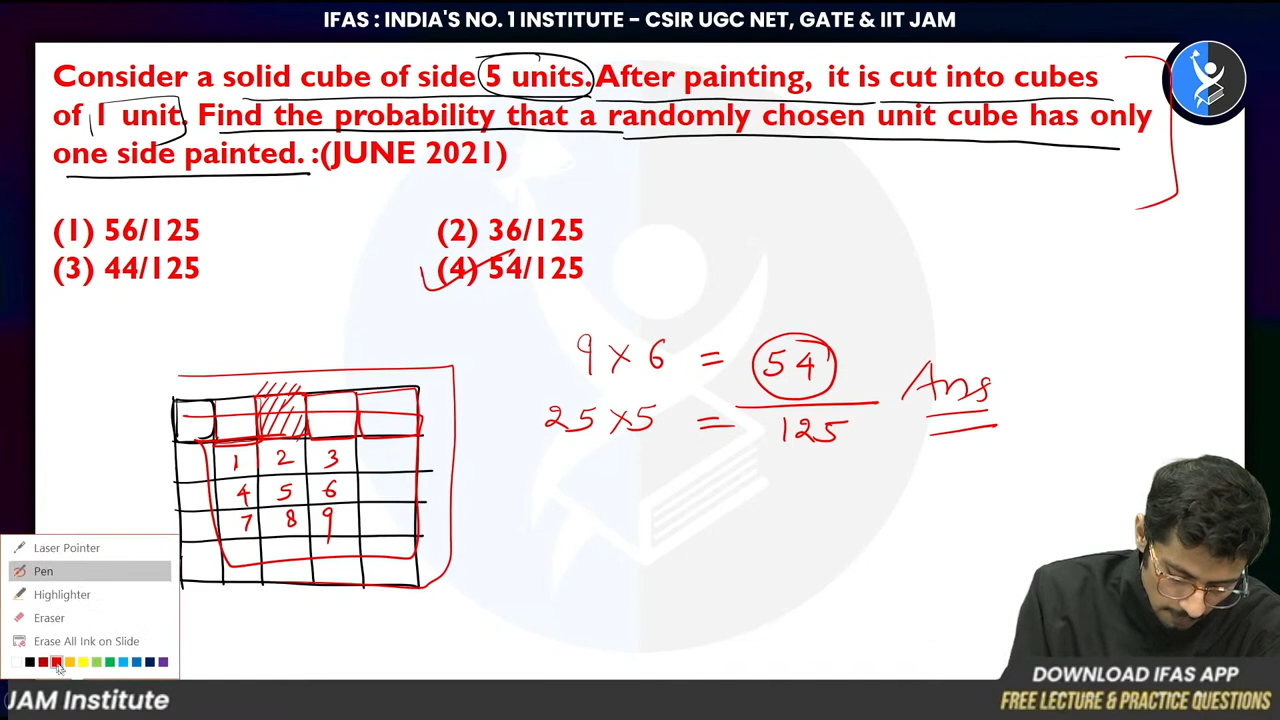 IFAS : INDIA'S NO. 1 INSTITUTE - CSIR UGC NET, GATE & IIT JAM
Consider a solid cube of side 5 units. After painting, it is cut into cubes
of 1 unit. Find the probability that a randomly chosen unit cube has only
one side painted. :(JUNE 2021)
(1) 56/125 (2) 36/125
(3) 44/125 (4) 54/125
9 × 6 = 54
25 × 5 = 125
Ans
1 2 3
4 5 6
7 8 9
Laser Pointer
Pen
Highlighter
Eraser
Erase All Ink on Slide
JAM Institute
DOWNLOAD IFAS APP
FREE LECTURE & PRACTICE QUESTIONS